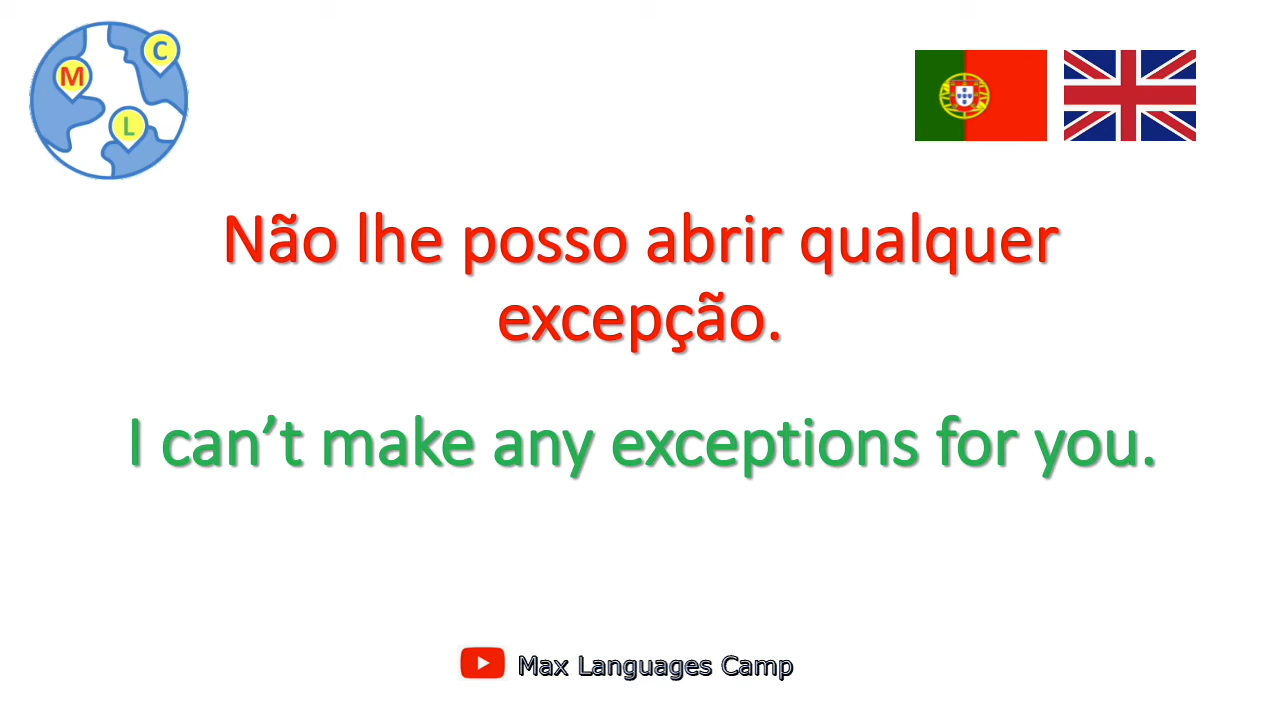 M
C
L
Não lhe posso abrir qualquer
excepção.
I can’t make any exceptions for you.
Max Languages Camp